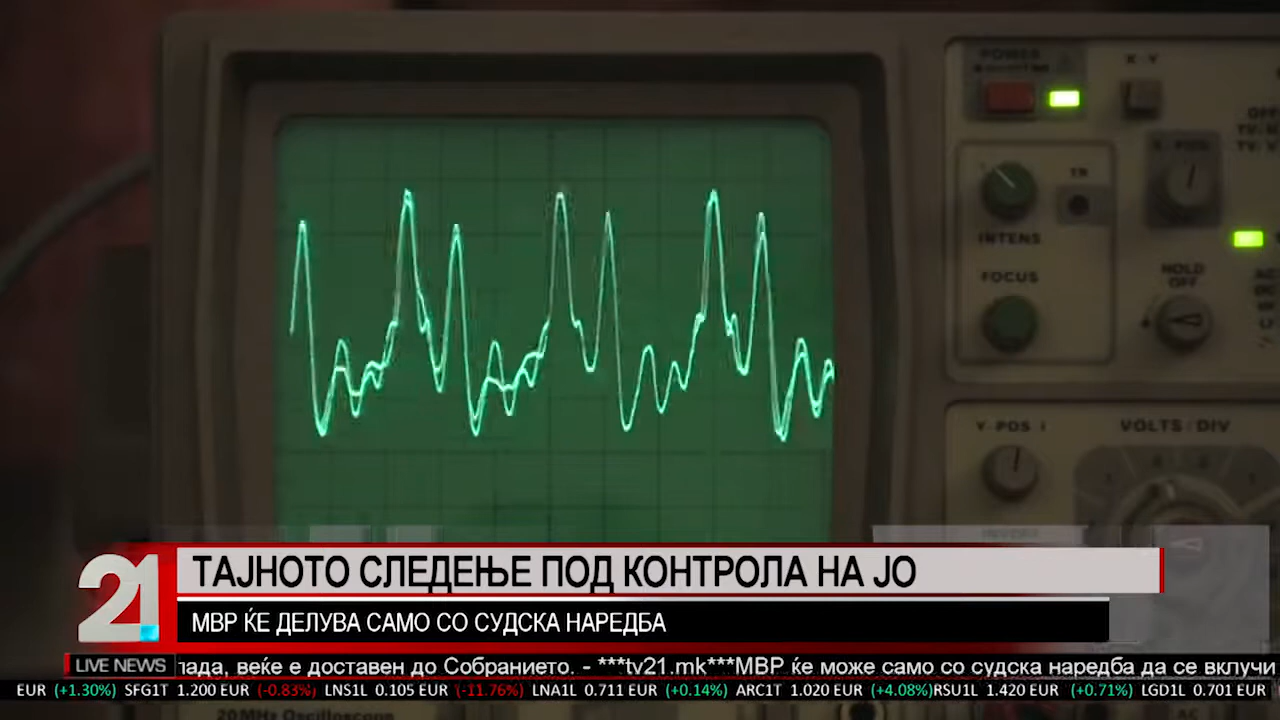 POWER
X-Y
X-POS
TR
INTENS
FOCUS
HOLD
OFF
Y-POS I
VOLTS/DIV
INVERT
21
ТАЈНОТО СЛЕДЕЊЕ ПОД КОНТРОЛА НА ЈО
МВР ЌЕ ДЕЛУВА САМО СО СУДСКА НАРЕДБА
LIVE NEWS
пада, веќе е доставен до Собранието. - ***tv21.mk***МВР ќе може само со судска наредба да се вклучи
EUR (+1.30%) SFG1T 1.200 EUR (-0.83%) LNS1L 0.105 EUR (-11.76%) LNA1L 0.711 EUR (+0.14%) ARC1T 1.020 EUR (+4.08%) RSU1L 1.420 EUR (+0.71%) LGD1L 0.701 EUR
20MHz Oscilloscope